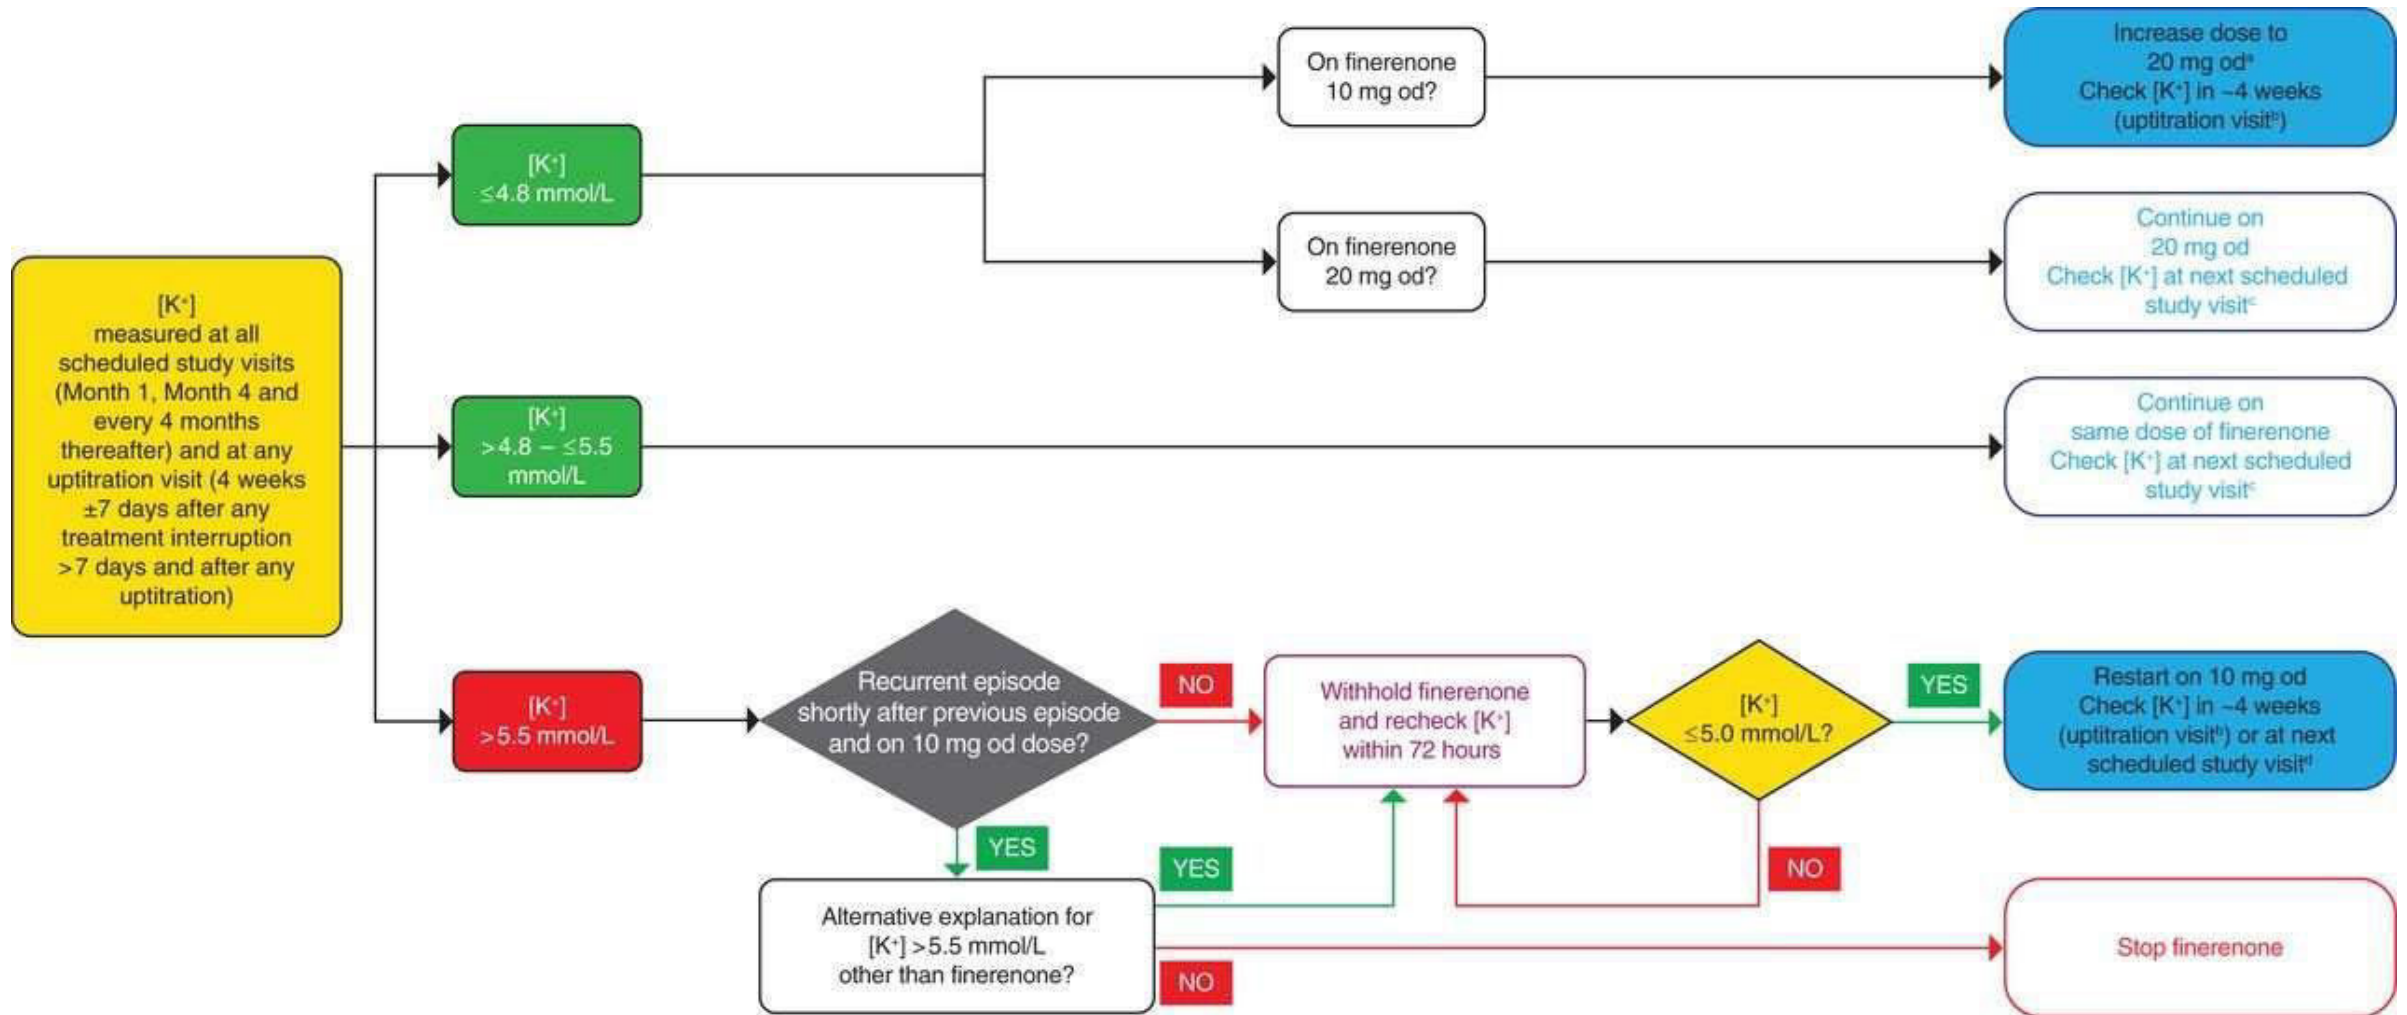 [K⁺]
measured at all
scheduled study visits
(Month 1, Month 4 and
every 4 months
thereafter) and at any
uptitration visit (4 weeks
±7 days after any
treatment interruption
>7 days and after any
uptitration)
[K⁺]
≤4.8 mmol/L
On finerenone
10 mg od?
Increase dose to
20 mg odᵃ
Check [K⁺] in ~4 weeks
(uptitration visitᵇ)
On finerenone
20 mg od?
Continue on
20 mg od
Check [K⁺] at next scheduled
study visitᶜ
[K⁺]
>4.8 – ≤5.5
mmol/L
Continue on
same dose of finerenone
Check [K⁺] at next scheduled
study visitᶜ
[K⁺]
>5.5 mmol/L
Recurrent episode
shortly after previous episode
and on 10 mg od dose?
NO
Withhold finerenone
and recheck [K⁺]
within 72 hours
[K⁺]
≤5.0 mmol/L?
YES
Restart on 10 mg od
Check [K⁺] in ~4 weeks
(uptitration visitᵇ) or at next
scheduled study visitᵈ
YES
Alternative explanation for
[K⁺] >5.5 mmol/L
other than finerenone?
YES
NO
NO
Stop finerenone